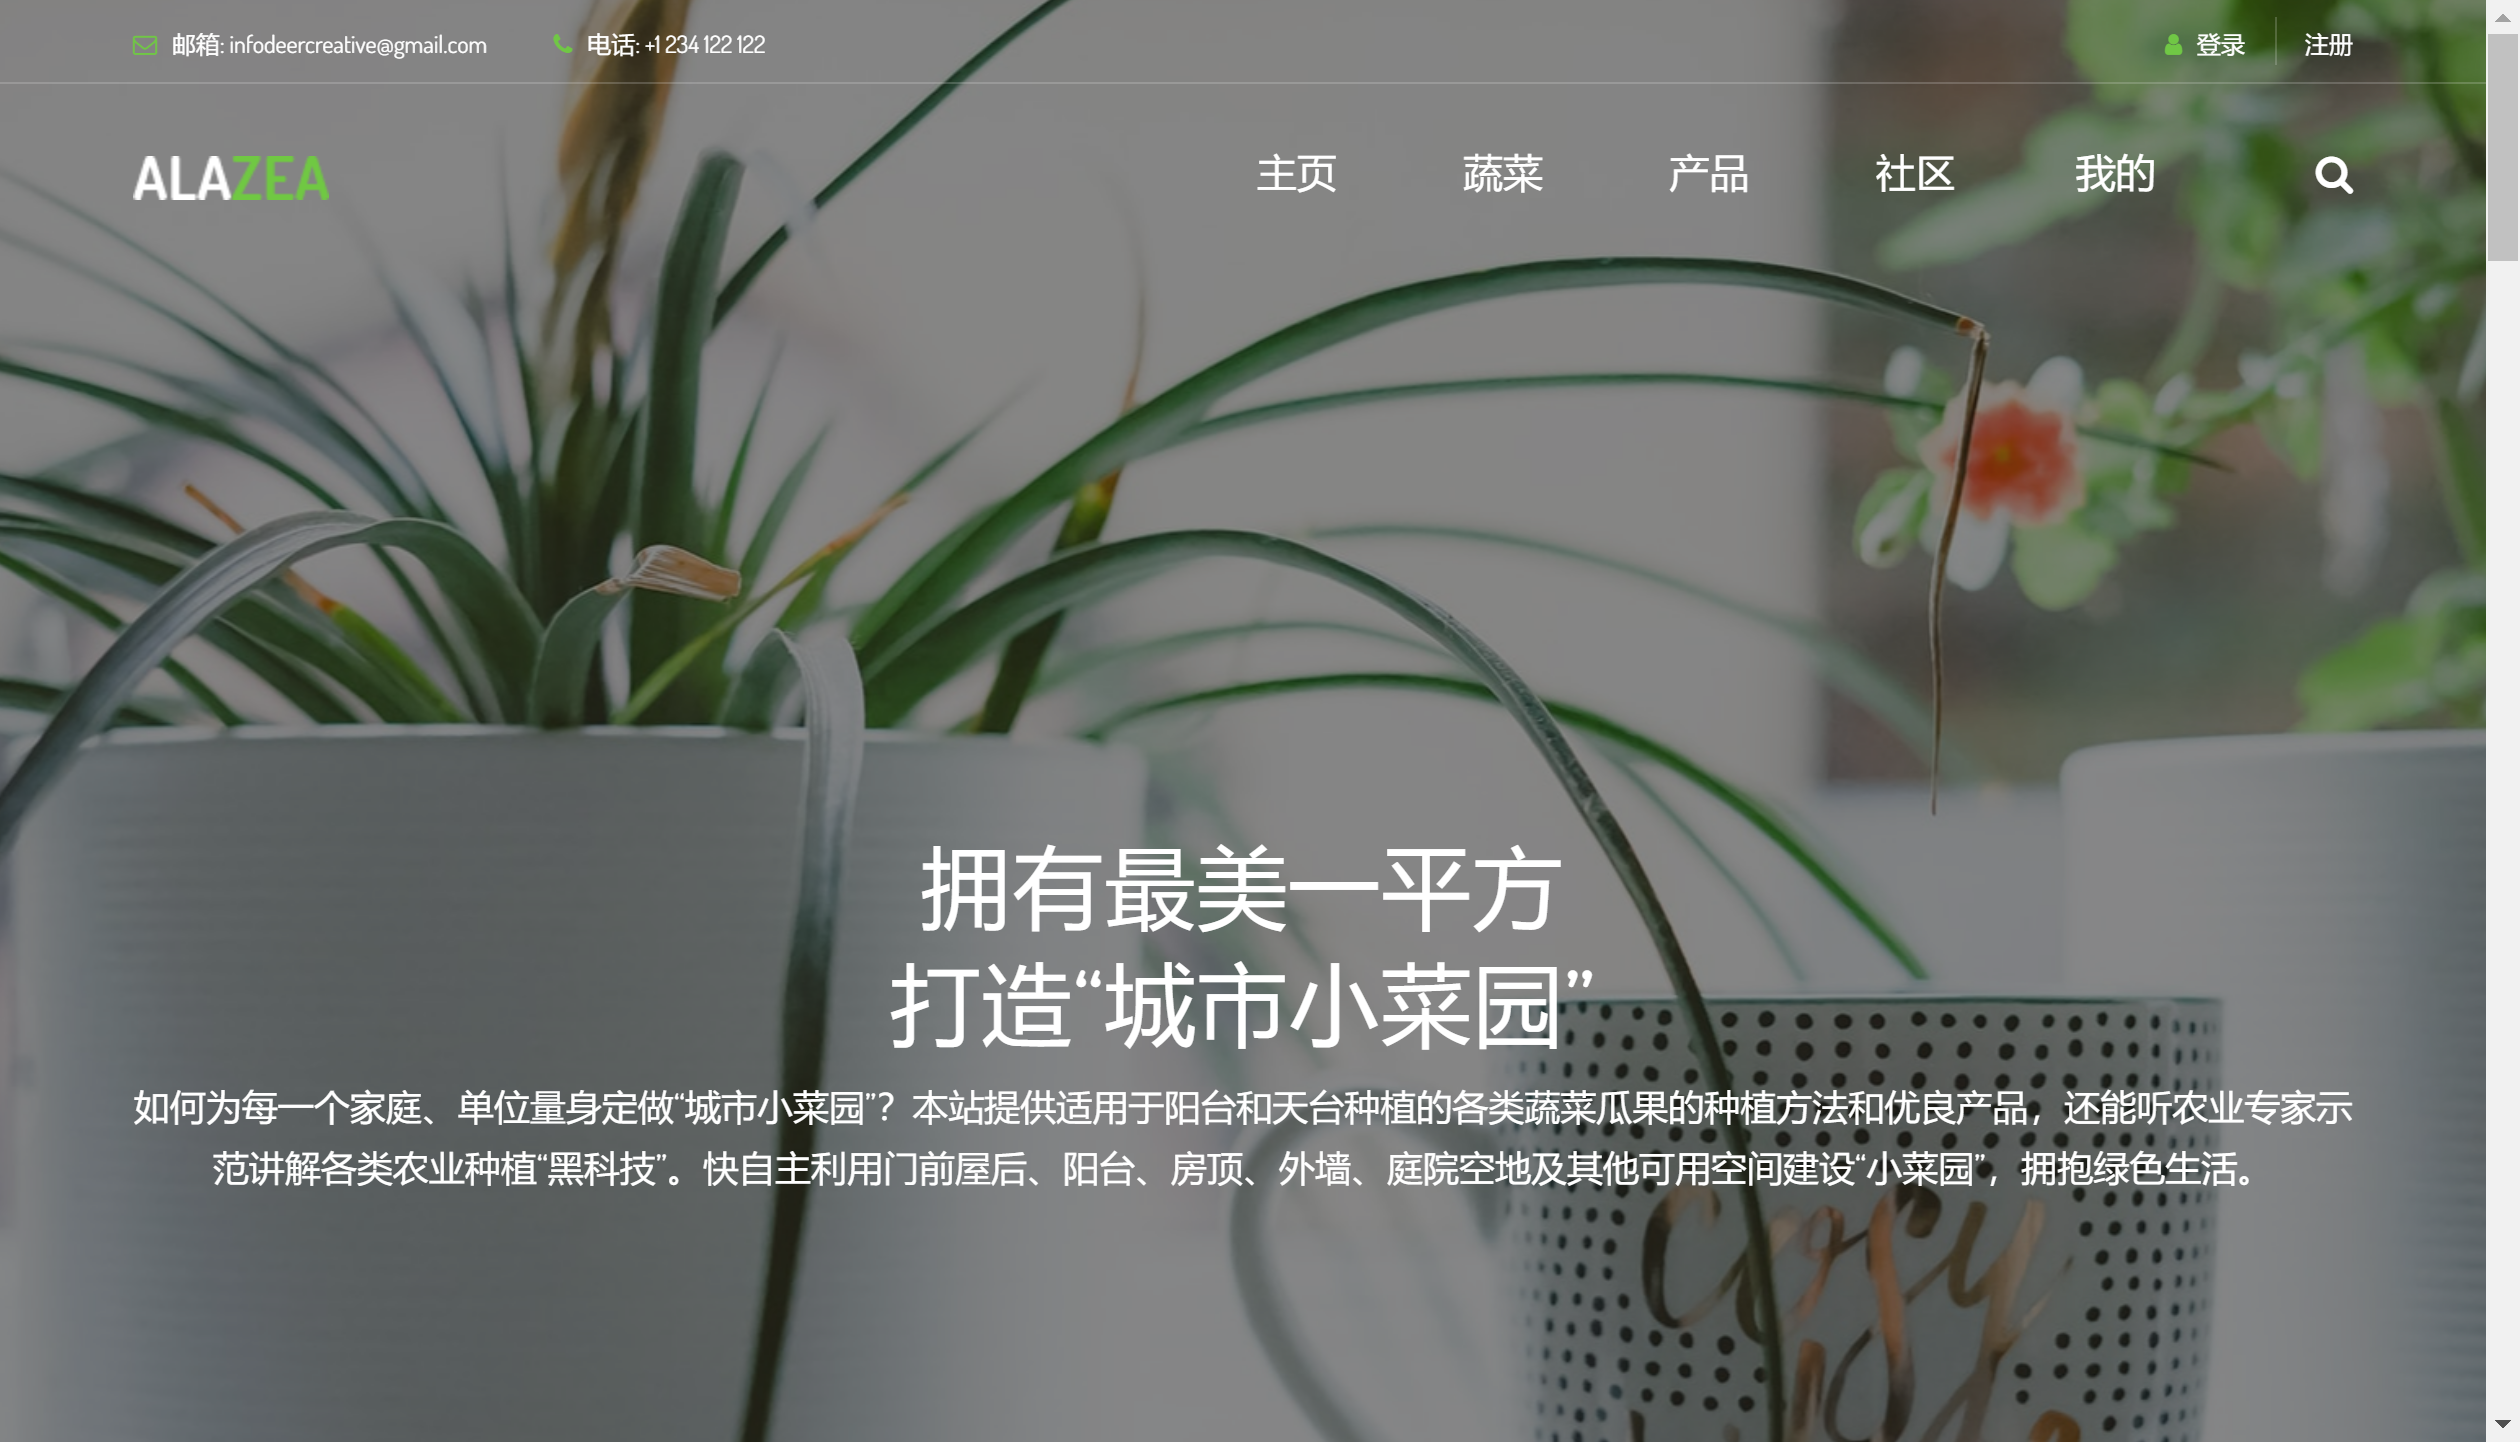 邮箱: infodeercreative@gmail.com 电话: +1 234 122 122 登录 注册
ALAZEA 主页 蔬菜 产品 社区 我的
拥有最美一平方
打造“城市小菜园”
如何为每一个家庭、单位量身定做“城市小菜园”？本站提供适用于阳台和天台种植的各类蔬菜瓜果的种植方法和优良产品，还能听农业专家示
范讲解各类农业种植“黑科技”。快自主利用门前屋后、阳台、房顶、外墙、庭院空地及其他可用空间建设“小菜园”，拥抱绿色生活。
cosy